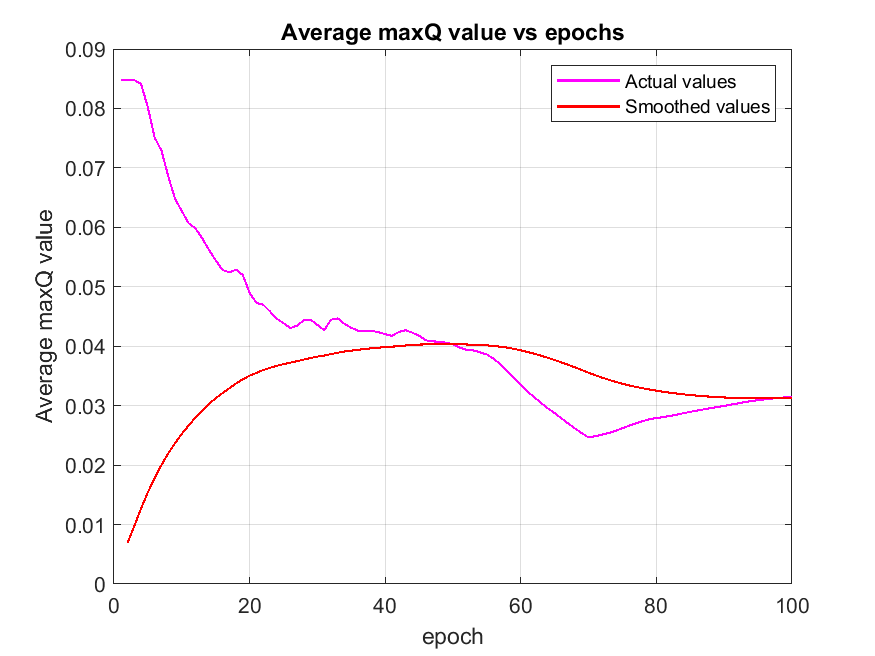 Average maxQ value vs epochs
0.09
0.08
0.07
0.06
0.05
0.04
0.03
0.02
0.01
0
Average maxQ value
Actual values
Smoothed values
0 20 40 60 80 100
epoch